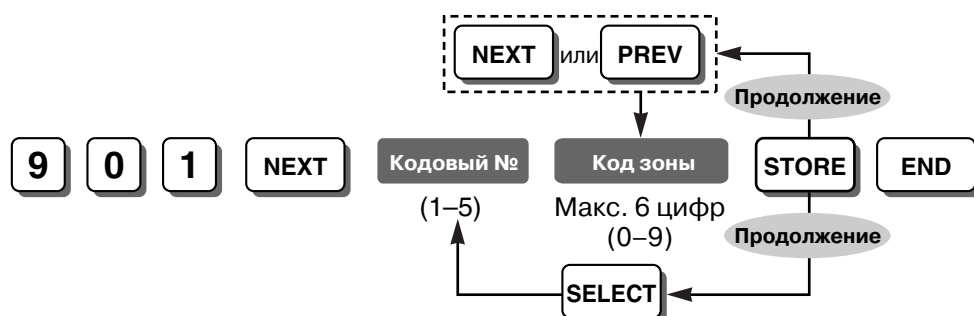 NEXT или PREV
Продолжение
9 0 1 NEXT Кодовый № Код зоны STORE END
(1–5) Макс. 6 цифр
(0–9)
Продолжение
SELECT